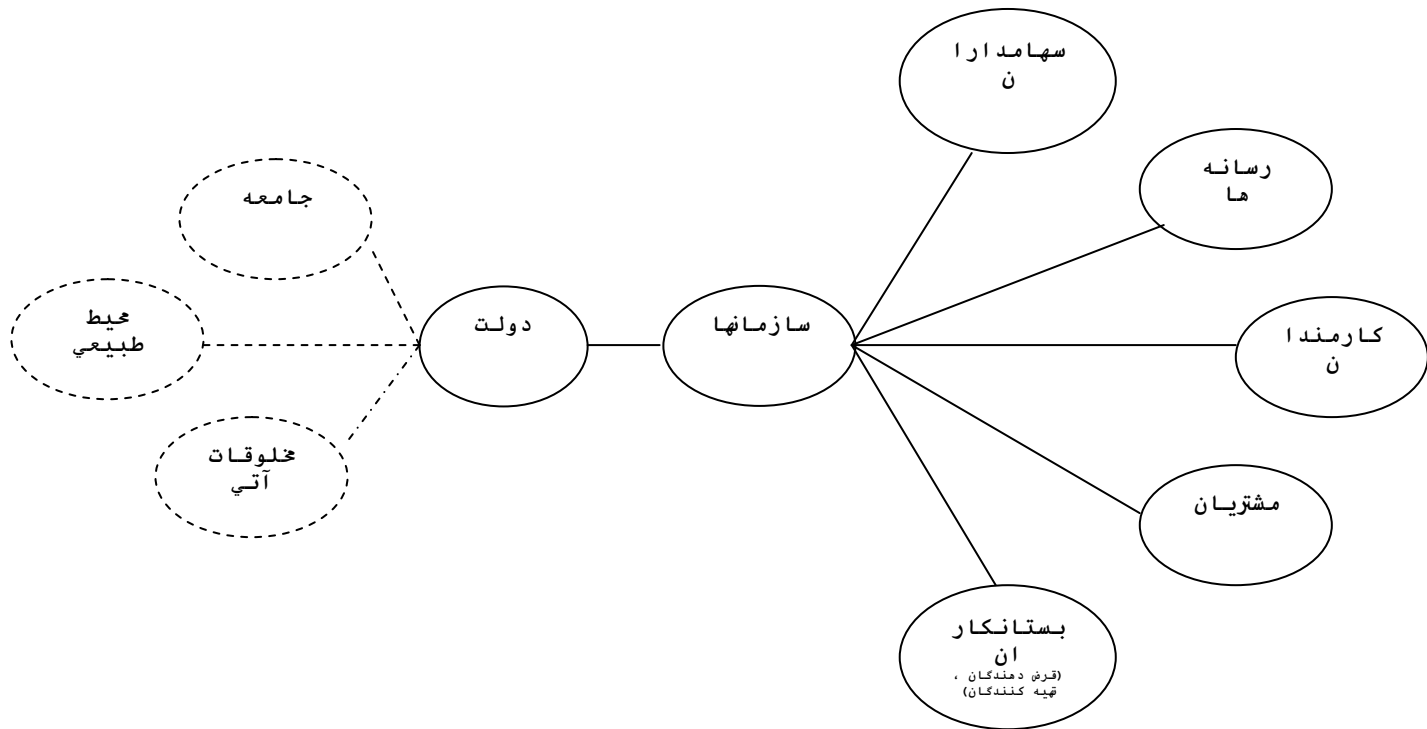 سهامدارا
ن
رسانه
ها
جامعه
محيط
طبيعي
دولت
سازمانها
کارمندا
ن
مخلوقات
آتي
مشتريان
بستانکار
ان
(قرض دهندگان ،
تهيه کنندگان)